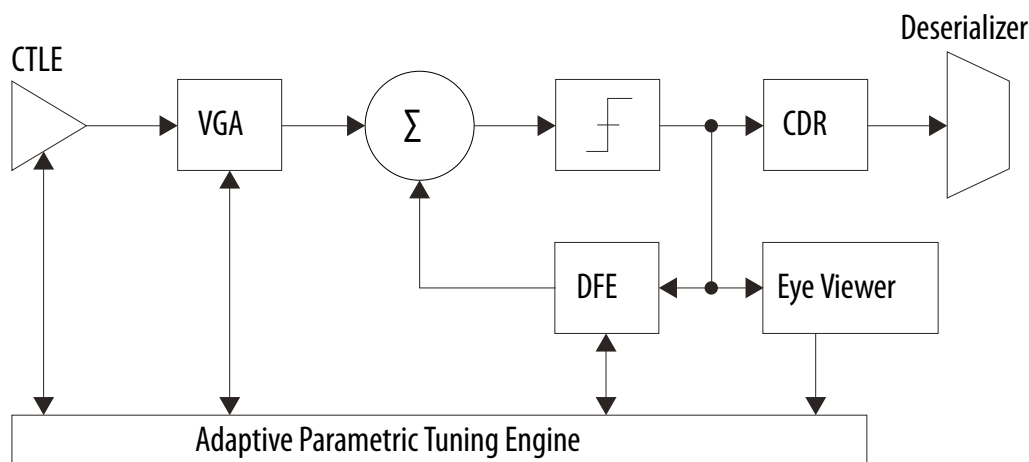 Deserializer
CTLE
VGA
Σ
CDR
DFE
Eye Viewer
Adaptive Parametric Tuning Engine